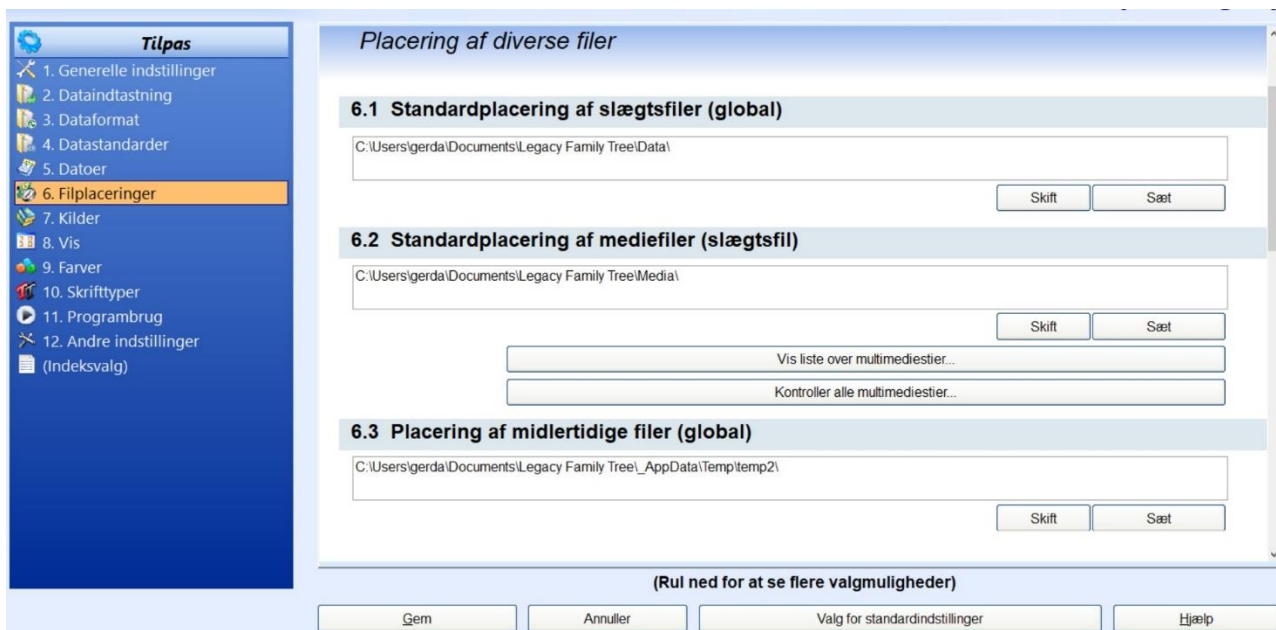 Tilpas
1. Generelle indstillinger
2. Dataindtastning
3. Dataformat
4. Datastandarder
5. Datoer
6. Filplaceringer
7. Kilder
8. Vis
9. Farver
10. Skrifttyper
11. Programbrug
12. Andre indstillinger
(Indeksvalg)
Placering af diverse filer
6.1 Standardplacering af slægtsfiler (global)
C:\Users\gerda\Documents\Legacy Family Tree\Data\
Skift Sæt
6.2 Standardplacering af mediefiler (slægtsfil)
C:\Users\gerda\Documents\Legacy Family Tree\Media\
Skift Sæt
Vis liste over multimediestier...
Kontroller alle multimediestier...
6.3 Placering af midlertidige filer (global)
C:\Users\gerda\Documents\Legacy Family Tree\_AppData\Temp\temp2\
Skift Sæt
(Rul ned for at se flere valgmuligheder)
Gem Annuller Valg for standardindstillinger Hjælp